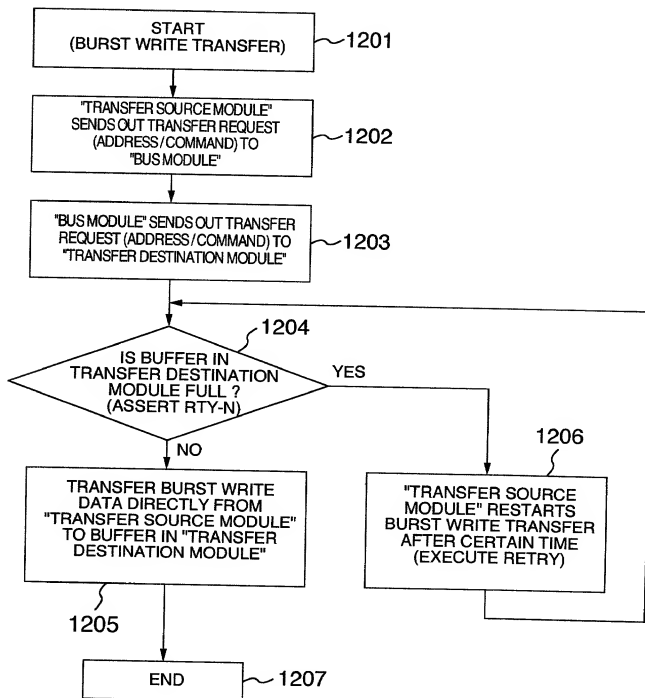 START
(BURST WRITE TRANSFER)
1201
"TRANSFER SOURCE MODULE"
SENDS OUT TRANSFER REQUEST
(ADDRESS/COMMAND) TO
"BUS MODULE"
1202
"BUS MODULE" SENDS OUT TRANSFER
REQUEST (ADDRESS/COMMAND) TO
"TRANSFER DESTINATION MODULE"
1203
1204
IS BUFFER IN
TRANSFER DESTINATION
MODULE FULL ?
(ASSERT RTY-N)
YES
NO
1206
"TRANSFER SOURCE
MODULE" RESTARTS
BURST WRITE TRANSFER
AFTER CERTAIN TIME
(EXECUTE RETRY)
TRANSFER BURST WRITE
DATA DIRECTLY FROM
"TRANSFER SOURCE MODULE"
TO BUFFER IN "TRANSFER
DESTINATION MODULE"
1205
END
1207